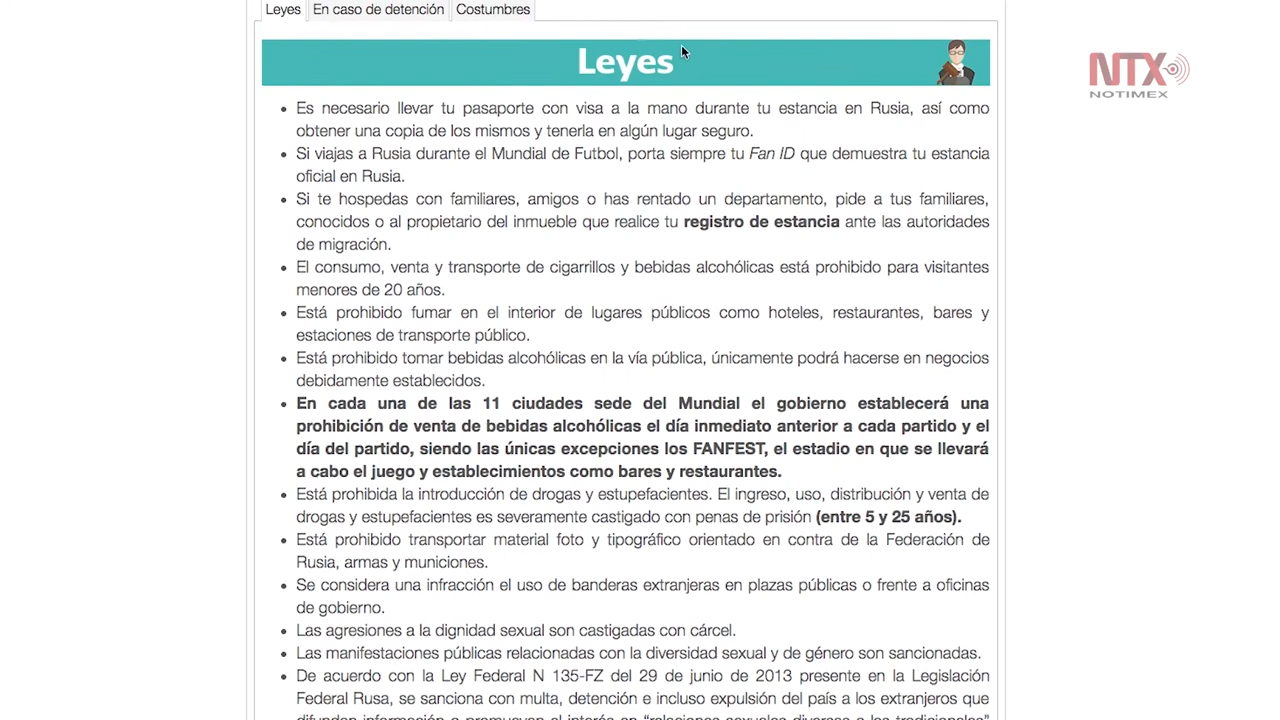 Leyes
En caso de detención
Costumbres
Leyes
NTX
NOTIMEX
• Es necesario llevar tu pasaporte con visa a la mano durante tu estancia en Rusia, así como
obtener una copia de los mismos y tenerla en algún lugar seguro.
• Si viajas a Rusia durante el Mundial de Futbol, porta siempre tu Fan ID que demuestra tu estancia
oficial en Rusia.
• Si te hospedas con familiares, amigos o has rentado un departamento, pide a tus familiares,
conocidos o al propietario del inmueble que realice tu registro de estancia ante las autoridades
de migración.
• El consumo, venta y transporte de cigarrillos y bebidas alcohólicas está prohibido para visitantes
menores de 20 años.
• Está prohibido fumar en el interior de lugares públicos como hoteles, restaurantes, bares y
estaciones de transporte público.
• Está prohibido tomar bebidas alcohólicas en la vía pública, únicamente podrá hacerse en negocios
debidamente establecidos.
• En cada una de las 11 ciudades sede del Mundial el gobierno establecerá una
prohibición de venta de bebidas alcohólicas el día inmediato anterior a cada partido y el
día del partido, siendo las únicas excepciones los FANFEST, el estadio en que se llevará
a cabo el juego y establecimientos como bares y restaurantes.
• Está prohibida la introducción de drogas y estupefacientes. El ingreso, uso, distribución y venta de
drogas y estupefacientes es severamente castigado con penas de prisión (entre 5 y 25 años).
• Está prohibido transportar material foto y tipográfico orientado en contra de la Federación de
Rusia, armas y municiones.
• Se considera una infracción el uso de banderas extranjeras en plazas públicas o frente a oficinas
de gobierno.
• Las agresiones a la dignidad sexual son castigadas con cárcel.
• Las manifestaciones públicas relacionadas con la diversidad sexual y de género son sancionadas.
• De acuerdo con la Ley Federal N 135-FZ del 29 de junio de 2013 presente en la Legislación
Federal Rusa, se sanciona con multa, detención e incluso expulsión del país a los extranjeros que
difundan información o promuevan el interés en "relaciones sexuales diversas a las tradicionales"